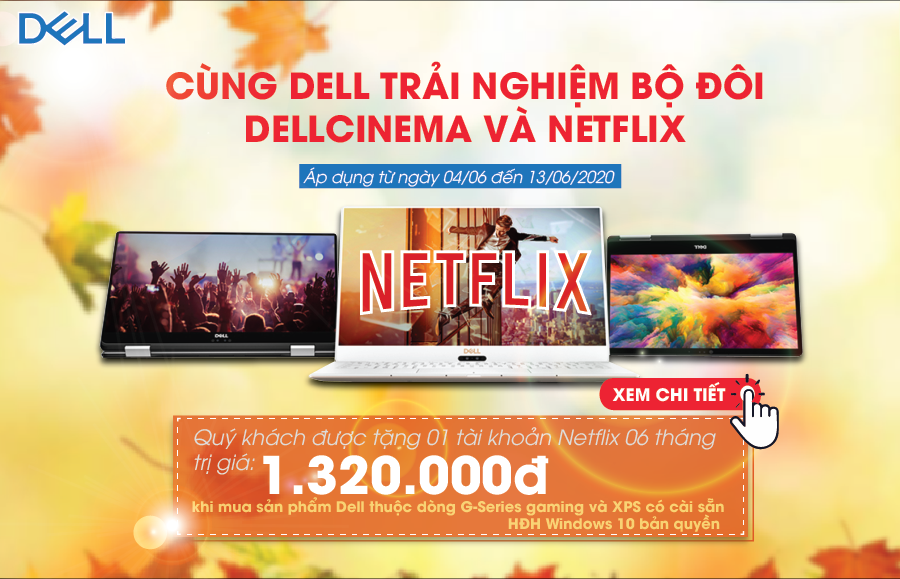 DELL
CÙNG DELL TRẢI NGHIỆM BỘ ĐÔI
DELLCINEMA VÀ NETFLIX
Áp dụng từ ngày 04/06 đến 13/06/2020
NETFLIX
DELL
DELL
DELL
XEM CHI TIẾT
Quý khách được tặng 01 tài khoản Netflix 06 tháng
trị giá: 1.320.000đ
khi mua sản phẩm Dell thuộc dòng G-Series gaming và XPS có cài sẵn
HĐH Windows 10 bản quyền